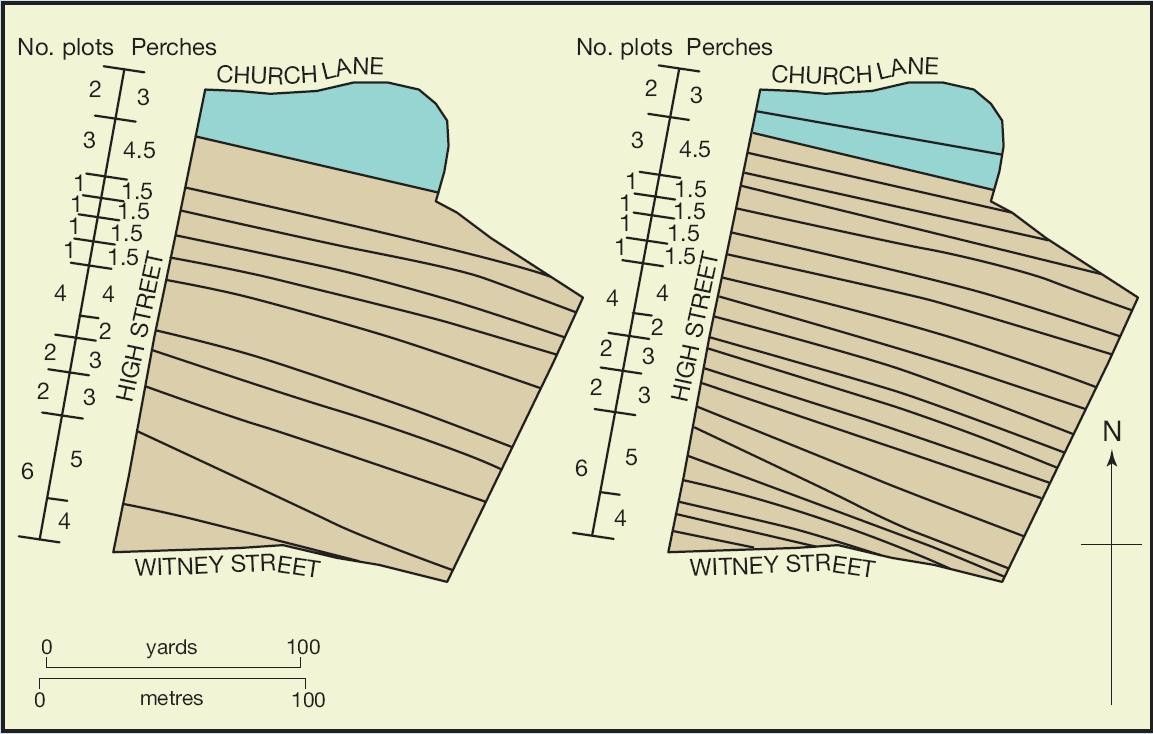 No. plots Perches
CHURCH LANE
2 3
3 4.5
1 1.5
1 1.5
1 1.5
1 1.5
4 4
2
2 3
2 3
6 5
4
HIGH STREET
WITNEY STREET
No. plots Perches
CHURCH LANE
2 3
3 4.5
1 1.5
1 1.5
1 1.5
1 1.5
4 4
2
2 3
2 3
6 5
4
HIGH STREET
WITNEY STREET
N
0 yards 100
0 metres 100